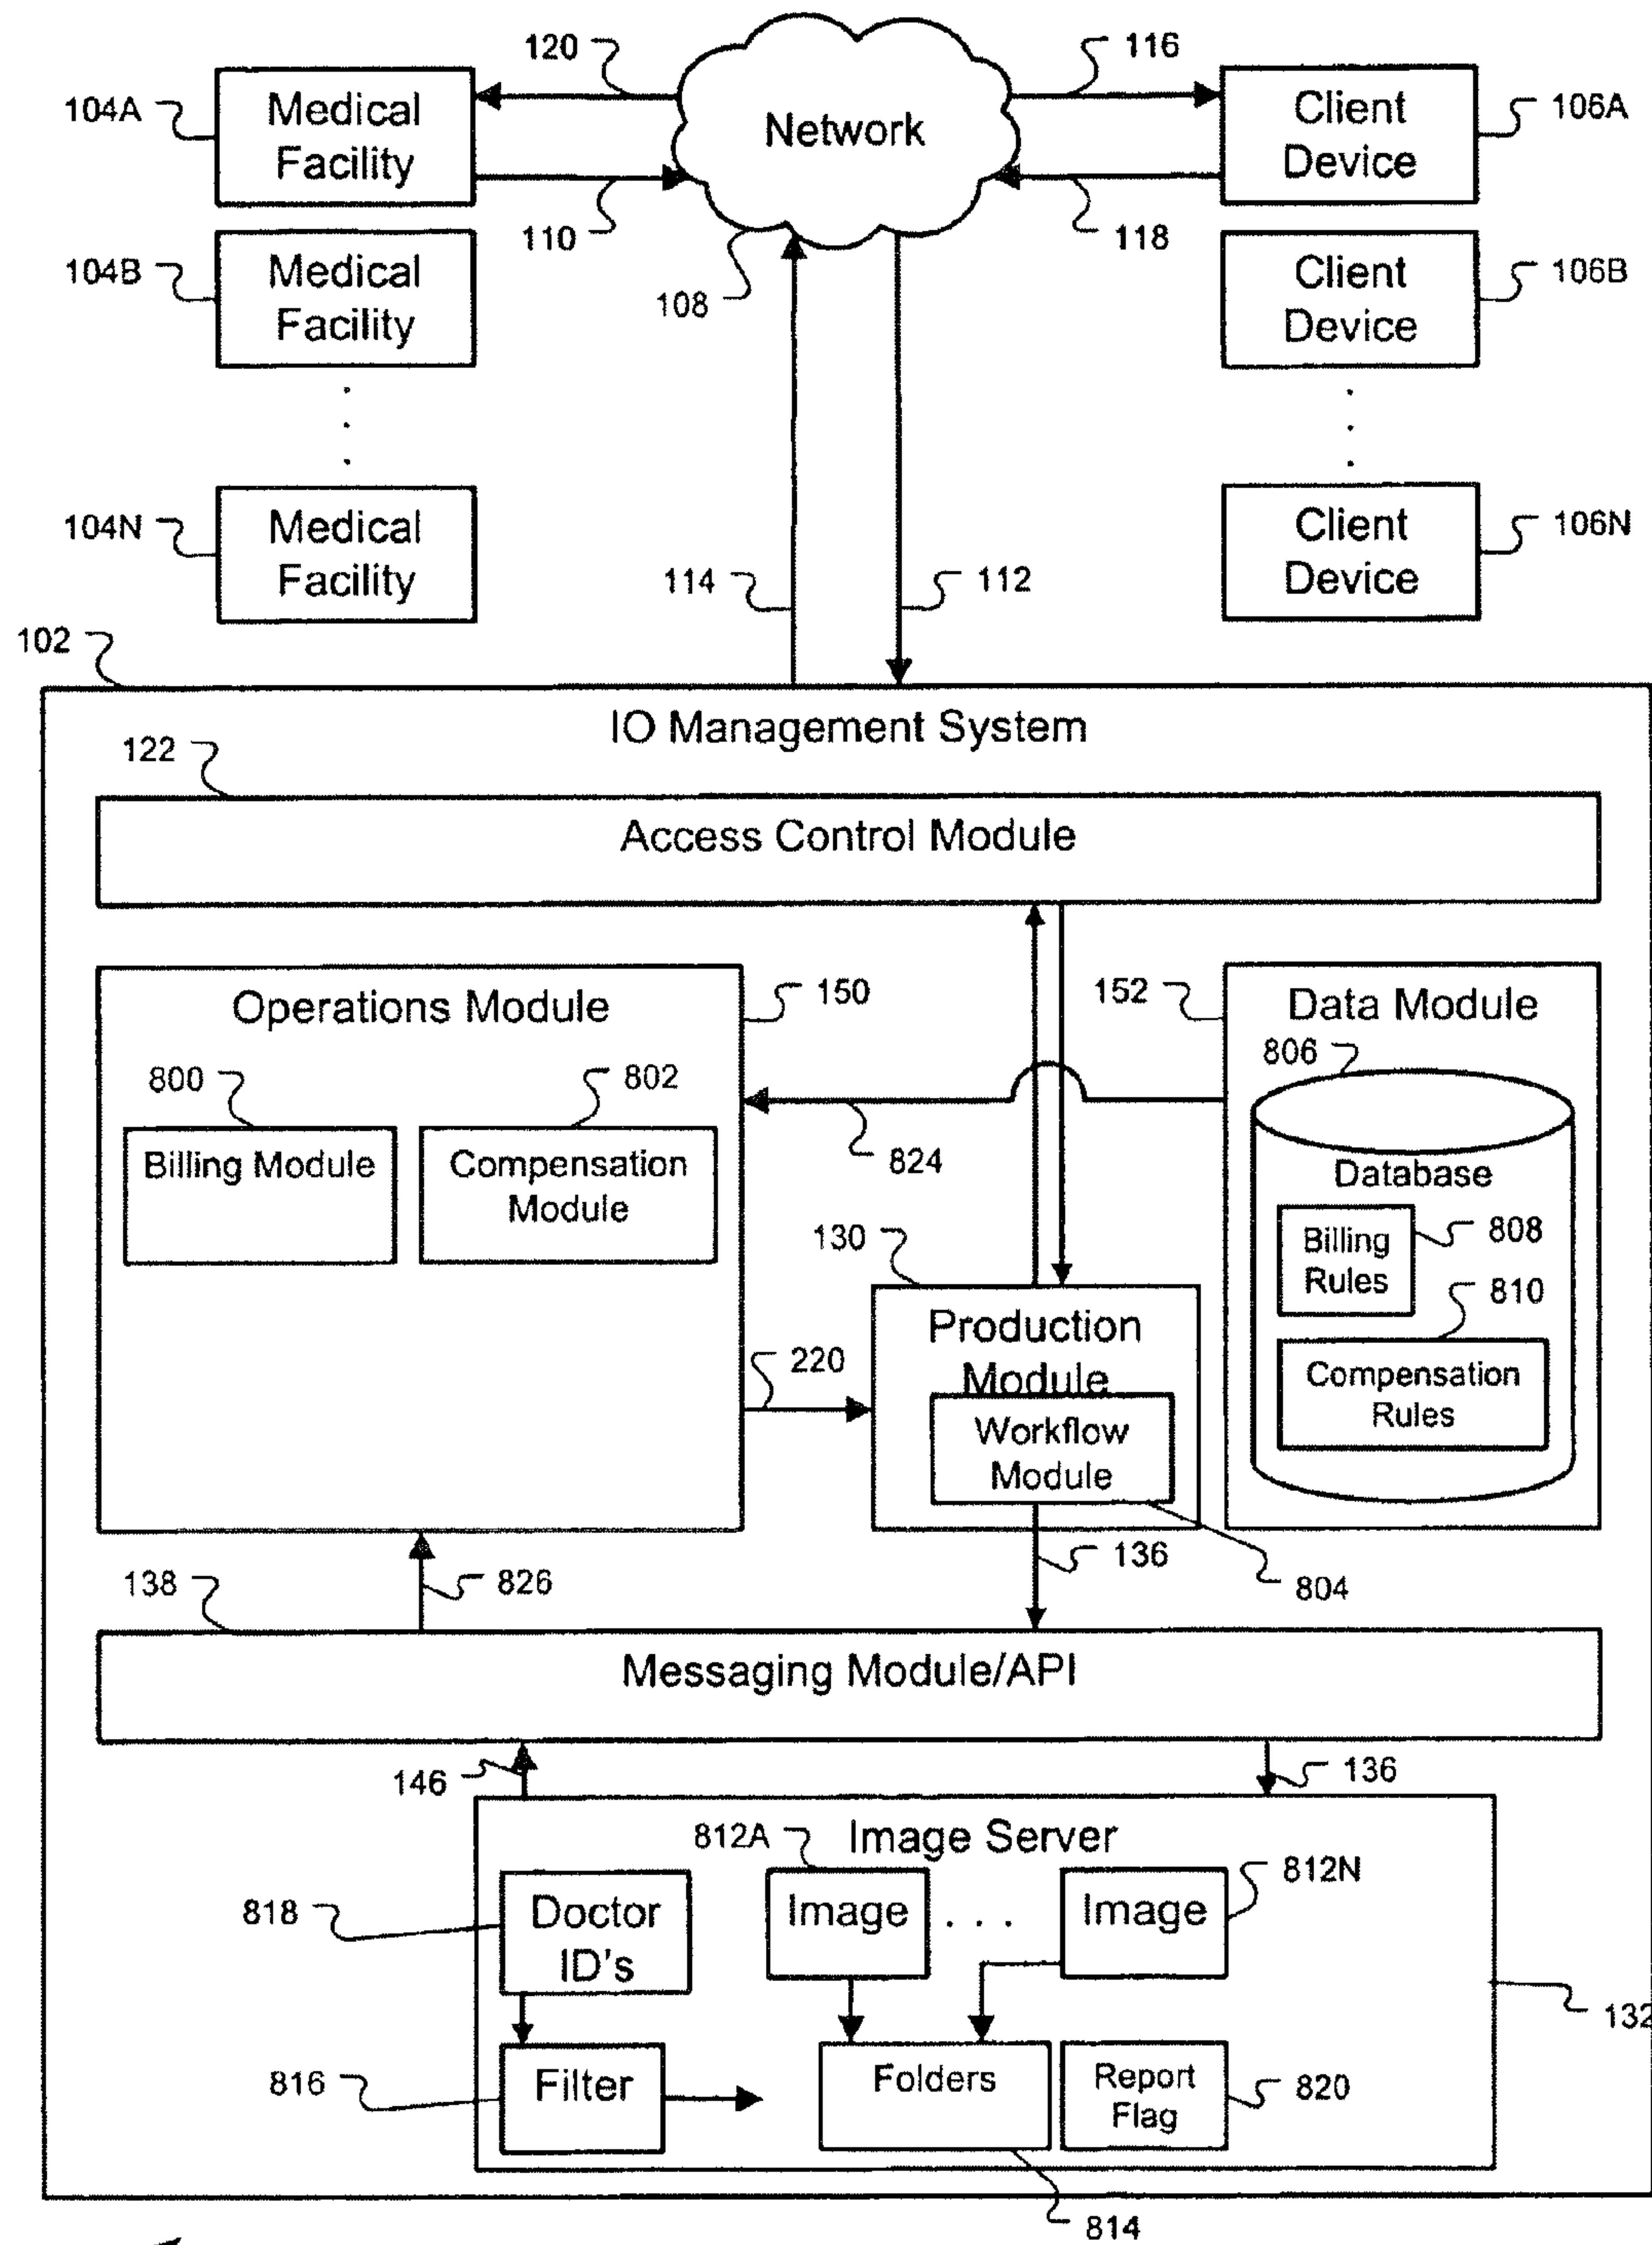 120
116
104A
Medical
Facility
Network
Client
Device
106A
110
118
104B
Medical
Facility
108
Client
Device
106B
.
.
.
.
.
.
104N
Medical
Facility
114
112
Client
Device
106N
102
IO Management System
122
Access Control Module
Operations Module
150
152
Data Module
806
800
802
Billing Module
Compensation
Module
824
Database
130
Billing
Rules
808
810
Production
Module
220
Compensation
Rules
Workflow
Module
136
804
138
826
Messaging Module/API
146
136
812A
Image Server
812N
818
Doctor
ID's
Image
. . .
Image
132
816
Filter
Folders
Report
Flag
820
814